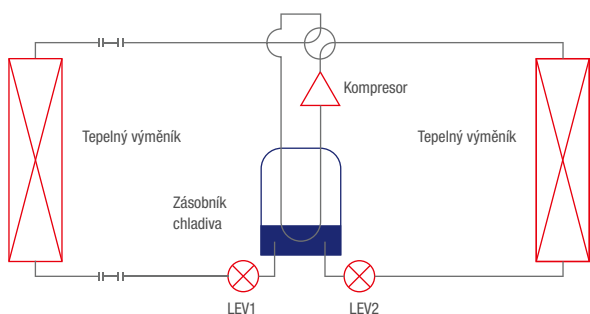 Kompresor
Tepelný výměník
Tepelný výměník
Zásobník
chladiva
LEV1
LEV2